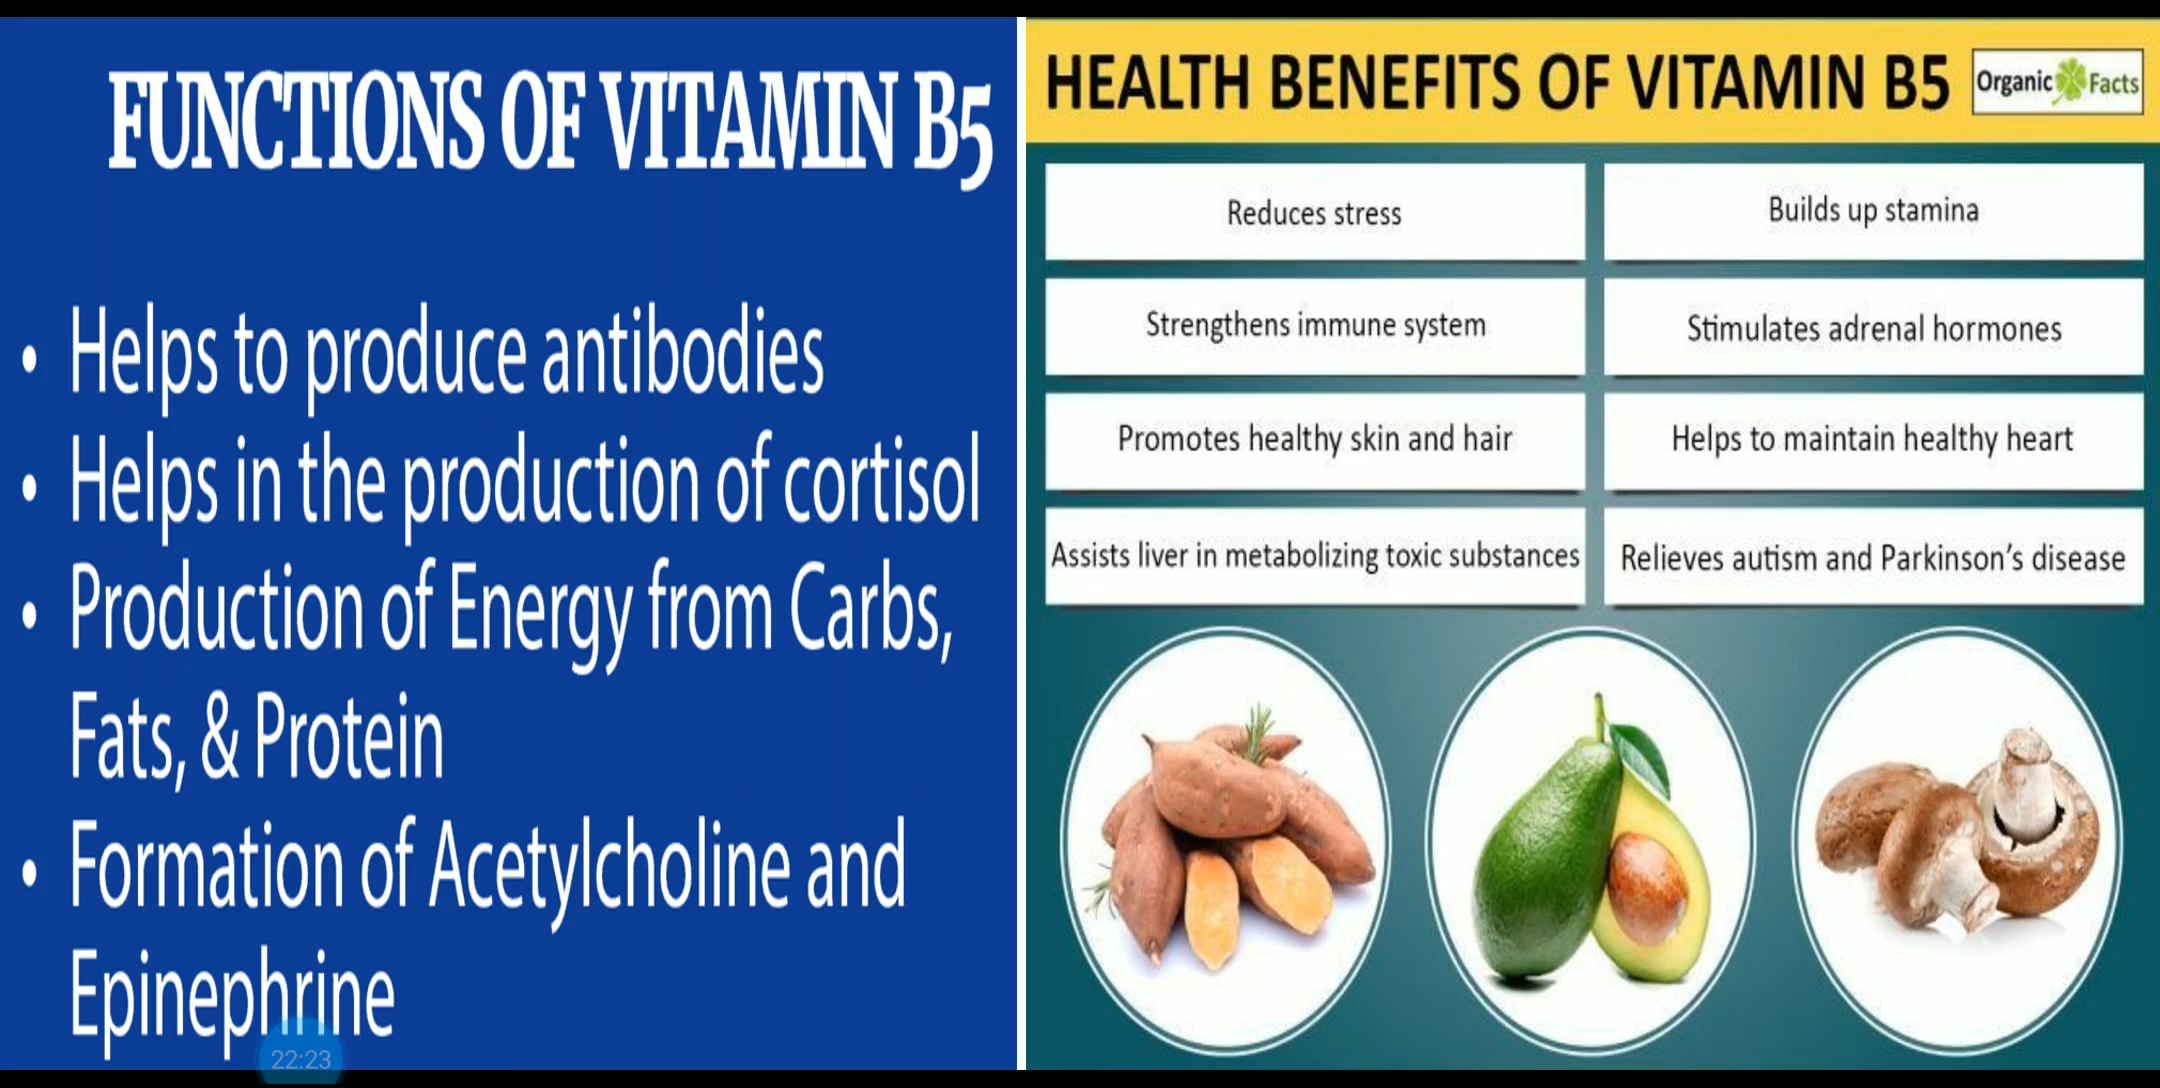 FUNCTIONS OF VITAMIN B5
• Helps to produce antibodies
• Helps in the production of cortisol
• Production of Energy from Carbs,
Fats, & Protein
• Formation of Acetylcholine and
Epinephrine
22:23
HEALTH BENEFITS OF VITAMIN B5
Organic Facts
Reduces stress
Builds up stamina
Strengthens immune system
Stimulates adrenal hormones
Promotes healthy skin and hair
Helps to maintain healthy heart
Assists liver in metabolizing toxic substances
Relieves autism and Parkinson's disease